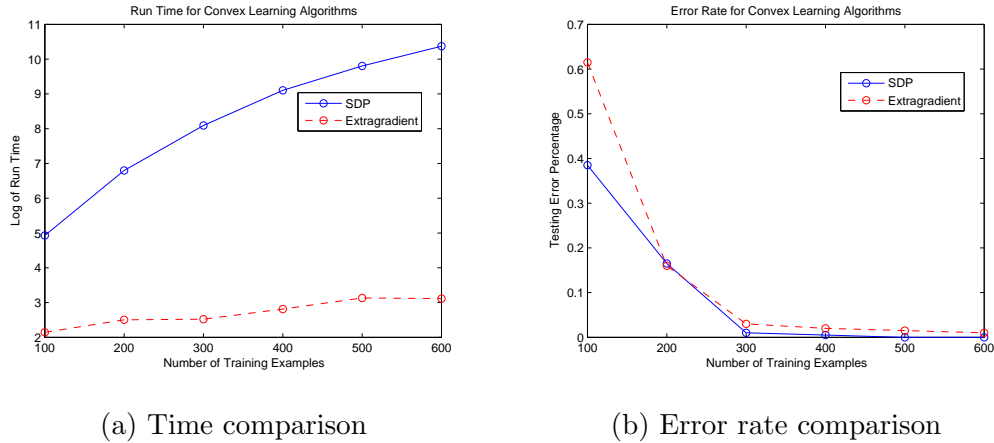 Run Time for Convex Learning Algorithms
11
10
9
8
7
6
5
4
3
2
Log of Run Time
SDP
Extragradient
100 200 300 400 500 600
Number of Training Examples
(a) Time comparison
Error Rate for Convex Learning Algorithms
0.7
0.6
0.5
0.4
0.3
0.2
0.1
0
Testing Error Percentage
SDP
Extragradient
100 200 300 400 500 600
Number of Training Examples
(b) Error rate comparison